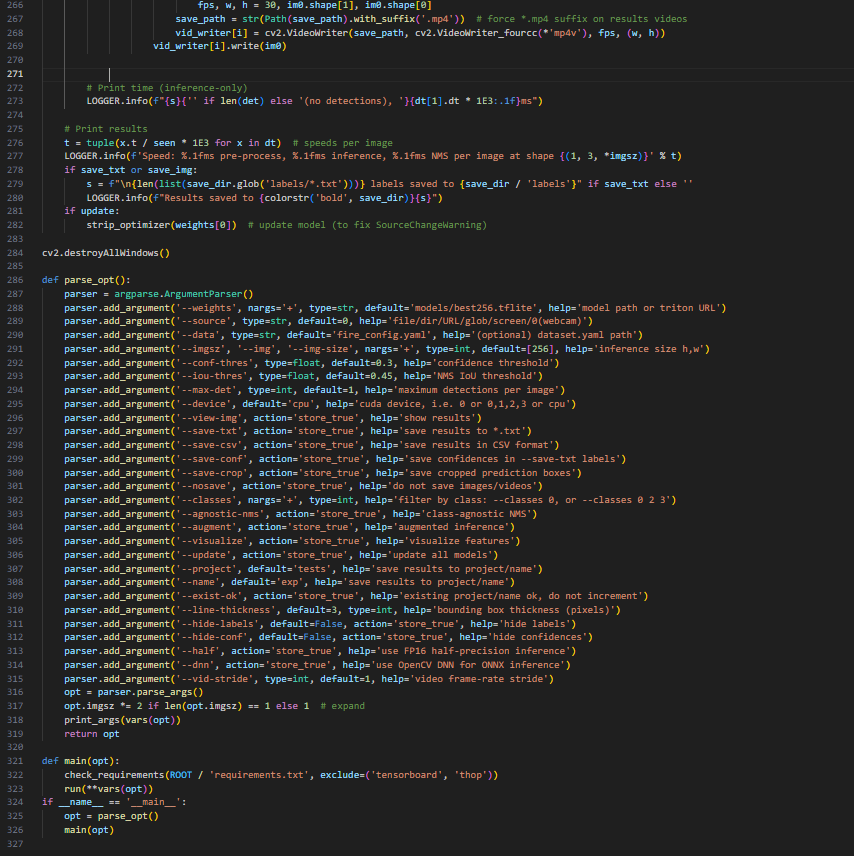 266 fps, w, h = 30, im0.shape[1], im0.shape[0]
267 save_path = str(Path(save_path).with_suffix('.mp4'))  # force *.mp4 suffix on results videos
268 vid_writer[i] = cv2.VideoWriter(save_path, cv2.VideoWriter_fourcc(*'mp4v'), fps, (w, h))
269 vid_writer[i].write(im0)
270
271
272 # Print time (inference-only)
273 LOGGER.info(f"{s}{'' if len(det) else '(no detections), '}{dt[1].dt * 1E3:.1f}ms")
274
275 # Print results
276 t = tuple(x.t / seen * 1E3 for x in dt)  # speeds per image
277 LOGGER.info(f'Speed: %.1fms pre-process, %.1fms inference, %.1fms NMS per image at shape {(1, 3, *imgsz)}' % t)
278 if save_txt or save_img:
279 s = f"\n{len(list(save_dir.glob('labels/*.txt')))} labels saved to {save_dir / 'labels'}" if save_txt else ''
280 LOGGER.info(f"Results saved to {colorstr('bold', save_dir)}{s}")
281 if update:
282 strip_optimizer(weights[0])  # update model (to fix SourceChangeWarning)
283
284 cv2.destroyAllWindows()
285
286 def parse_opt():
287 parser = argparse.ArgumentParser()
288 parser.add_argument('--weights', nargs='+', type=str, default='models/best256.tflite', help='model path or triton URL')
289 parser.add_argument('--source', type=str, default=0, help='file/dir/URL/glob/screen/0(webcam)')
290 parser.add_argument('--data', type=str, default='fire_config.yaml', help='(optional) dataset.yaml path')
291 parser.add_argument('--imgsz', '--img', '--img-size', nargs='+', type=int, default=[256], help='inference size h,w')
292 parser.add_argument('--conf-thres', type=float, default=0.3, help='confidence threshold')
293 parser.add_argument('--iou-thres', type=float, default=0.45, help='NMS IoU threshold')
294 parser.add_argument('--max-det', type=int, default=1, help='maximum detections per image')
295 parser.add_argument('--device', default='cpu', help='cuda device, i.e. 0 or 0,1,2,3 or cpu')
296 parser.add_argument('--view-img', action='store_true', help='show results')
297 parser.add_argument('--save-txt', action='store_true', help='save results to *.txt')
298 parser.add_argument('--save-csv', action='store_true', help='save results in CSV format')
299 parser.add_argument('--save-conf', action='store_true', help='save confidences in --save-txt labels')
300 parser.add_argument('--save-crop', action='store_true', help='save cropped prediction boxes')
301 parser.add_argument('--nosave', action='store_true', help='do not save images/videos')
302 parser.add_argument('--classes', nargs='+', type=int, help='filter by class: --classes 0, or --classes 0 2 3')
303 parser.add_argument('--agnostic-nms', action='store_true', help='class-agnostic NMS')
304 parser.add_argument('--augment', action='store_true', help='augmented inference')
305 parser.add_argument('--visualize', action='store_true', help='visualize features')
306 parser.add_argument('--update', action='store_true', help='update all models')
307 parser.add_argument('--project', default='tests', help='save results to project/name')
308 parser.add_argument('--name', default='exp', help='save results to project/name')
309 parser.add_argument('--exist-ok', action='store_true', help='existing project/name ok, do not increment')
310 parser.add_argument('--line-thickness', default=3, type=int, help='bounding box thickness (pixels)')
311 parser.add_argument('--hide-labels', default=False, action='store_true', help='hide labels')
312 parser.add_argument('--hide-conf', default=False, action='store_true', help='hide confidences')
313 parser.add_argument('--half', action='store_true', help='use FP16 half-precision inference')
314 parser.add_argument('--dnn', action='store_true', help='use OpenCV DNN for ONNX inference')
315 parser.add_argument('--vid-stride', type=int, default=1, help='video frame-rate stride')
316 opt = parser.parse_args()
317 opt.imgsz *= 2 if len(opt.imgsz) == 1 else 1  # expand
318 print_args(vars(opt))
319 return opt
320
321 def main(opt):
322 check_requirements(ROOT / 'requirements.txt', exclude=('tensorboard', 'thop'))
323 run(**vars(opt))
324 if __name__ == '__main__':
325 opt = parse_opt()
326 main(opt)
327